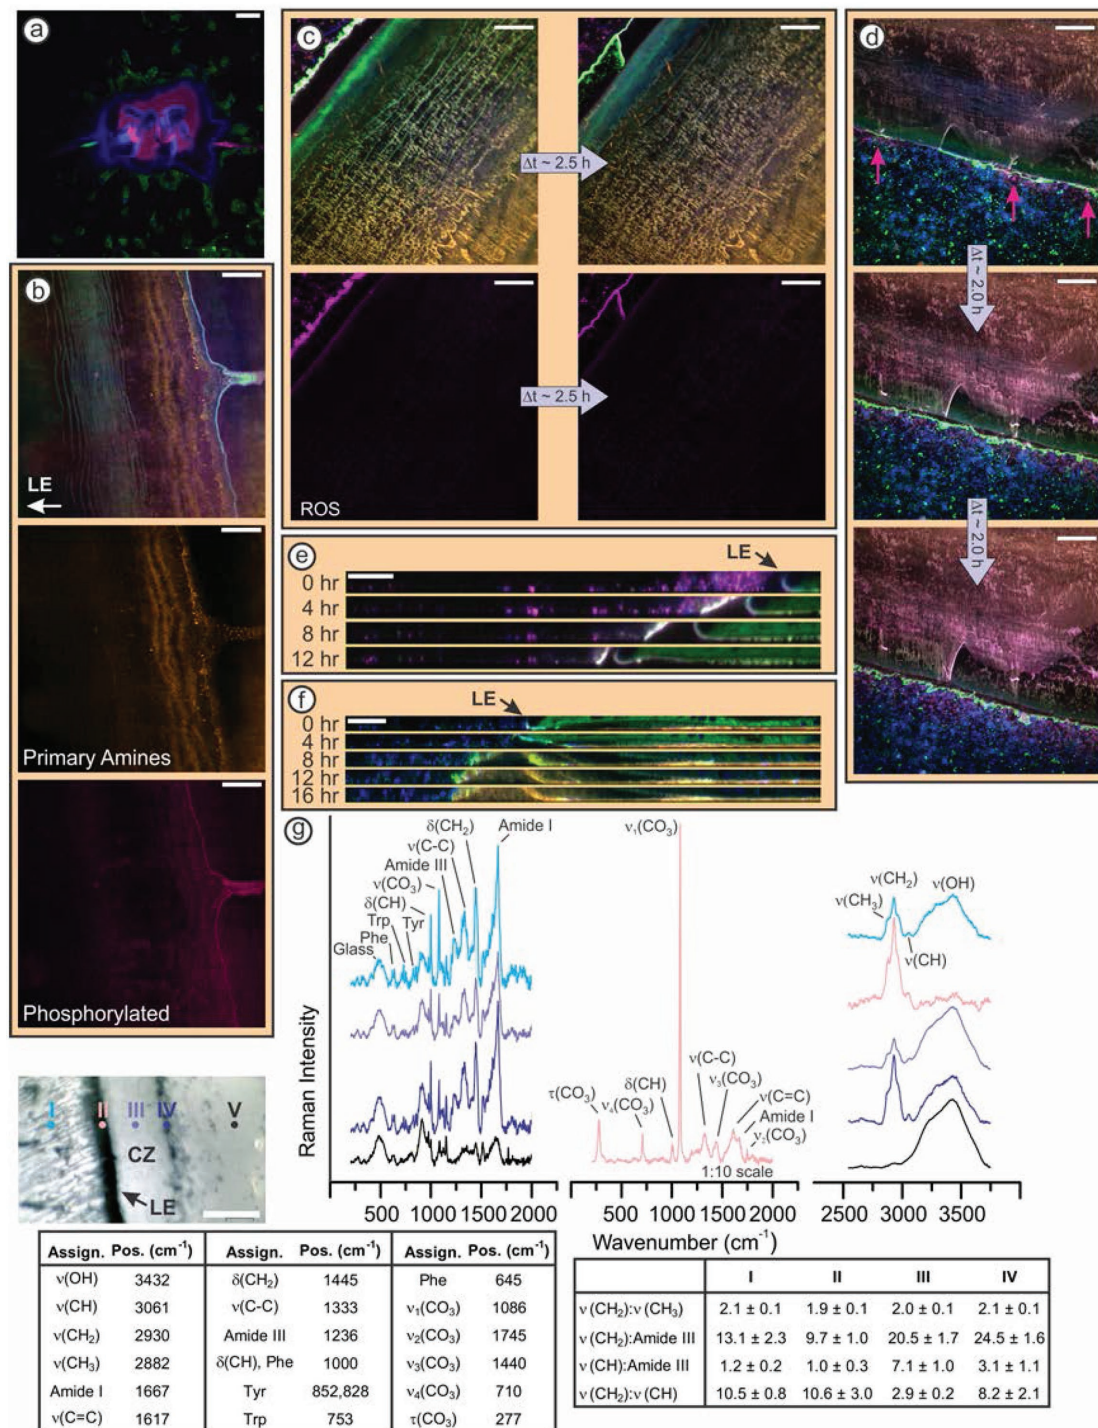 a
b
LE
Primary Amines
Phosphorylated
c
Δt ~ 2.5 h
ROS
Δt ~ 2.5 h
d
Δt ~ 2.0 h
Δt ~ 2.0 h
e
LE
0 hr
4 hr
8 hr
12 hr
f
LE
0 hr
4 hr
8 hr
12 hr
16 hr
g
Raman Intensity
δ(CH₂)
ν(C-C)
Amide I
Amide III
ν(CO₃)
δ(CH)
Trp
Tyr
Phe
Glass
ν₁(CO₃)
τ(CO₃)
ν₄(CO₃)
δ(CH)
ν(C-C)
ν₃(CO₃)
ν(C=C)
Amide I
ν₂(CO₃)
1:10 scale
ν(CH₂)
ν(CH₃)
ν(OH)
ν(CH)
500 1000 1500 2000
500 1000 1500 2000
2500 3000 3500
Wavenumber (cm⁻¹)
I II III IV V
CZ
LE
Assign. Pos. (cm⁻¹) Assign. Pos. (cm⁻¹) Assign. Pos. (cm⁻¹)
ν(OH) 3432 δ(CH₂) 1445 Phe 645
ν(CH) 3061 ν(C-C) 1333 ν₁(CO₃) 1086
ν(CH₂) 2930 Amide III 1236 ν₂(CO₃) 1745
ν(CH₃) 2882 δ(CH), Phe 1000 ν₃(CO₃) 1440
Amide I 1667 Tyr 852,828 ν₄(CO₃) 710
ν(C=C) 1617 Trp 753 τ(CO₃) 277
I II III IV
ν(CH₂):ν(CH₃) 2.1 ± 0.1 1.9 ± 0.1 2.0 ± 0.1 2.1 ± 0.1
ν(CH₂):Amide III 13.1 ± 2.3 9.7 ± 1.0 20.5 ± 1.7 24.5 ± 1.6
ν(CH):Amide III 1.2 ± 0.2 1.0 ± 0.3 7.1 ± 1.0 3.1 ± 1.1
ν(CH₂):ν(CH) 10.5 ± 0.8 10.6 ± 3.0 2.9 ± 0.2 8.2 ± 2.1